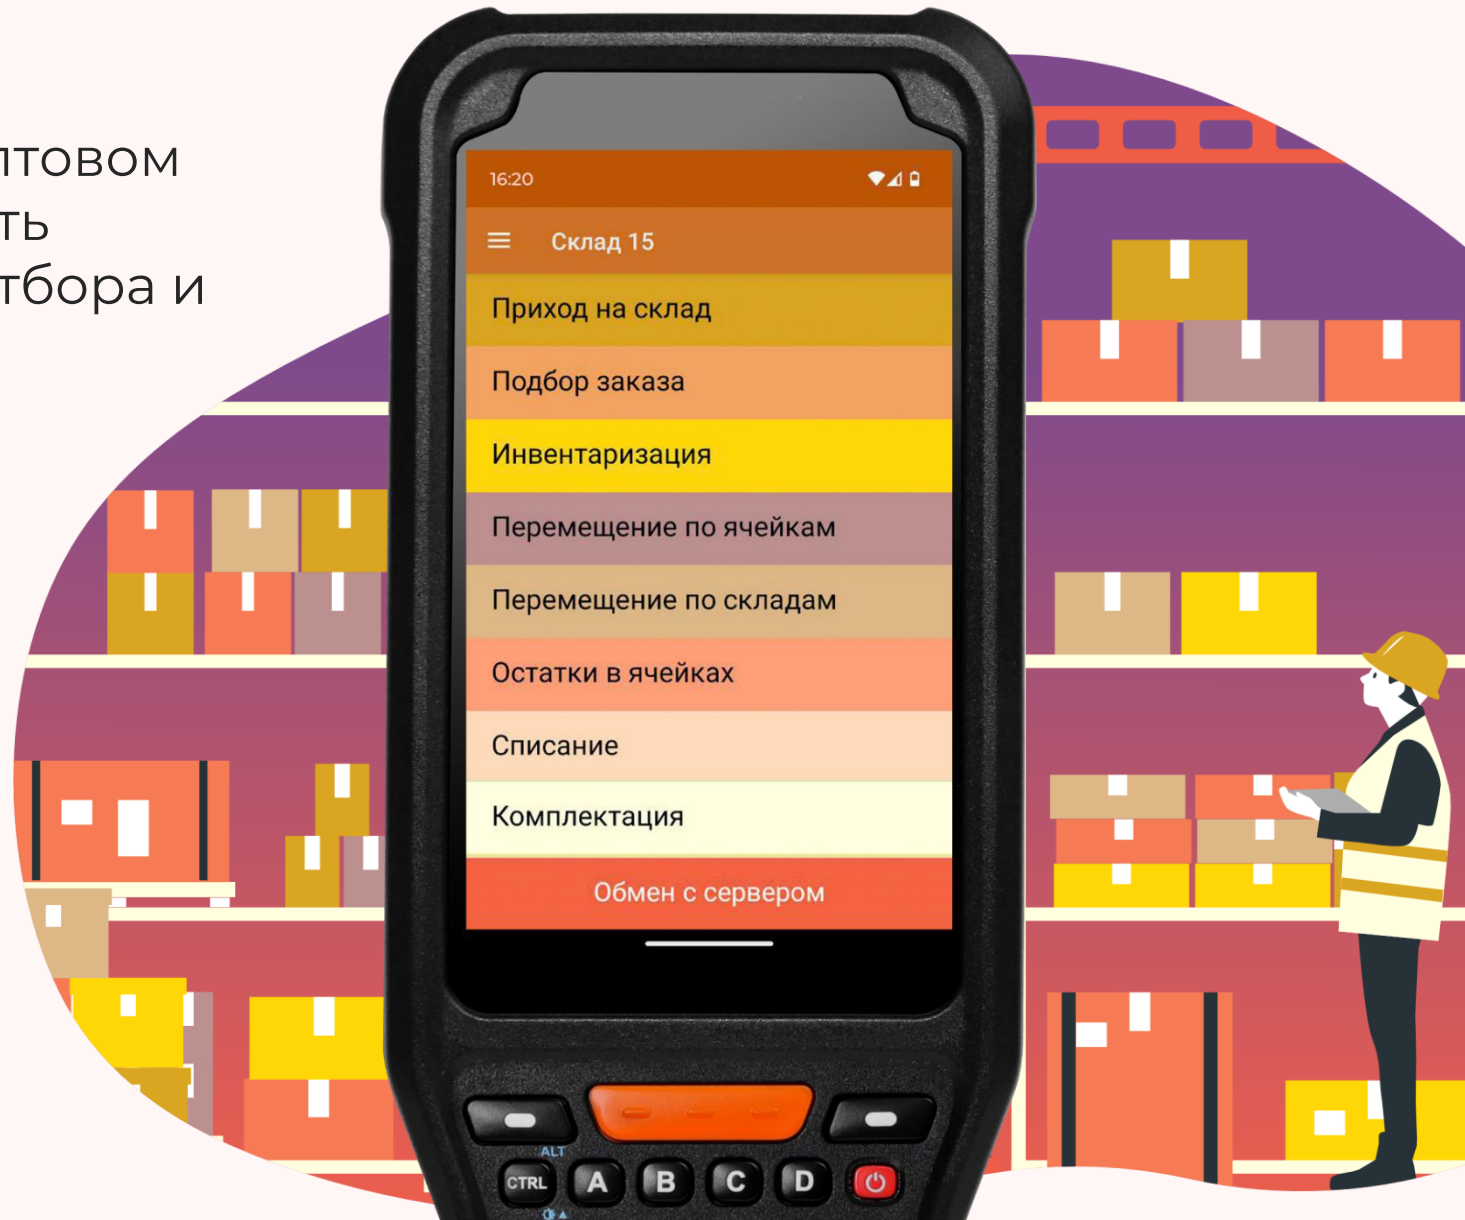 птовом
ть
тбора и
16:20
Склад 15
Приход на склад
Подбор заказа
Инвентаризация
Перемещение по ячейкам
Перемещение по складам
Остатки в ячейках
Списание
Комплектация
Обмен с сервером
ALT
CTRL A B C D